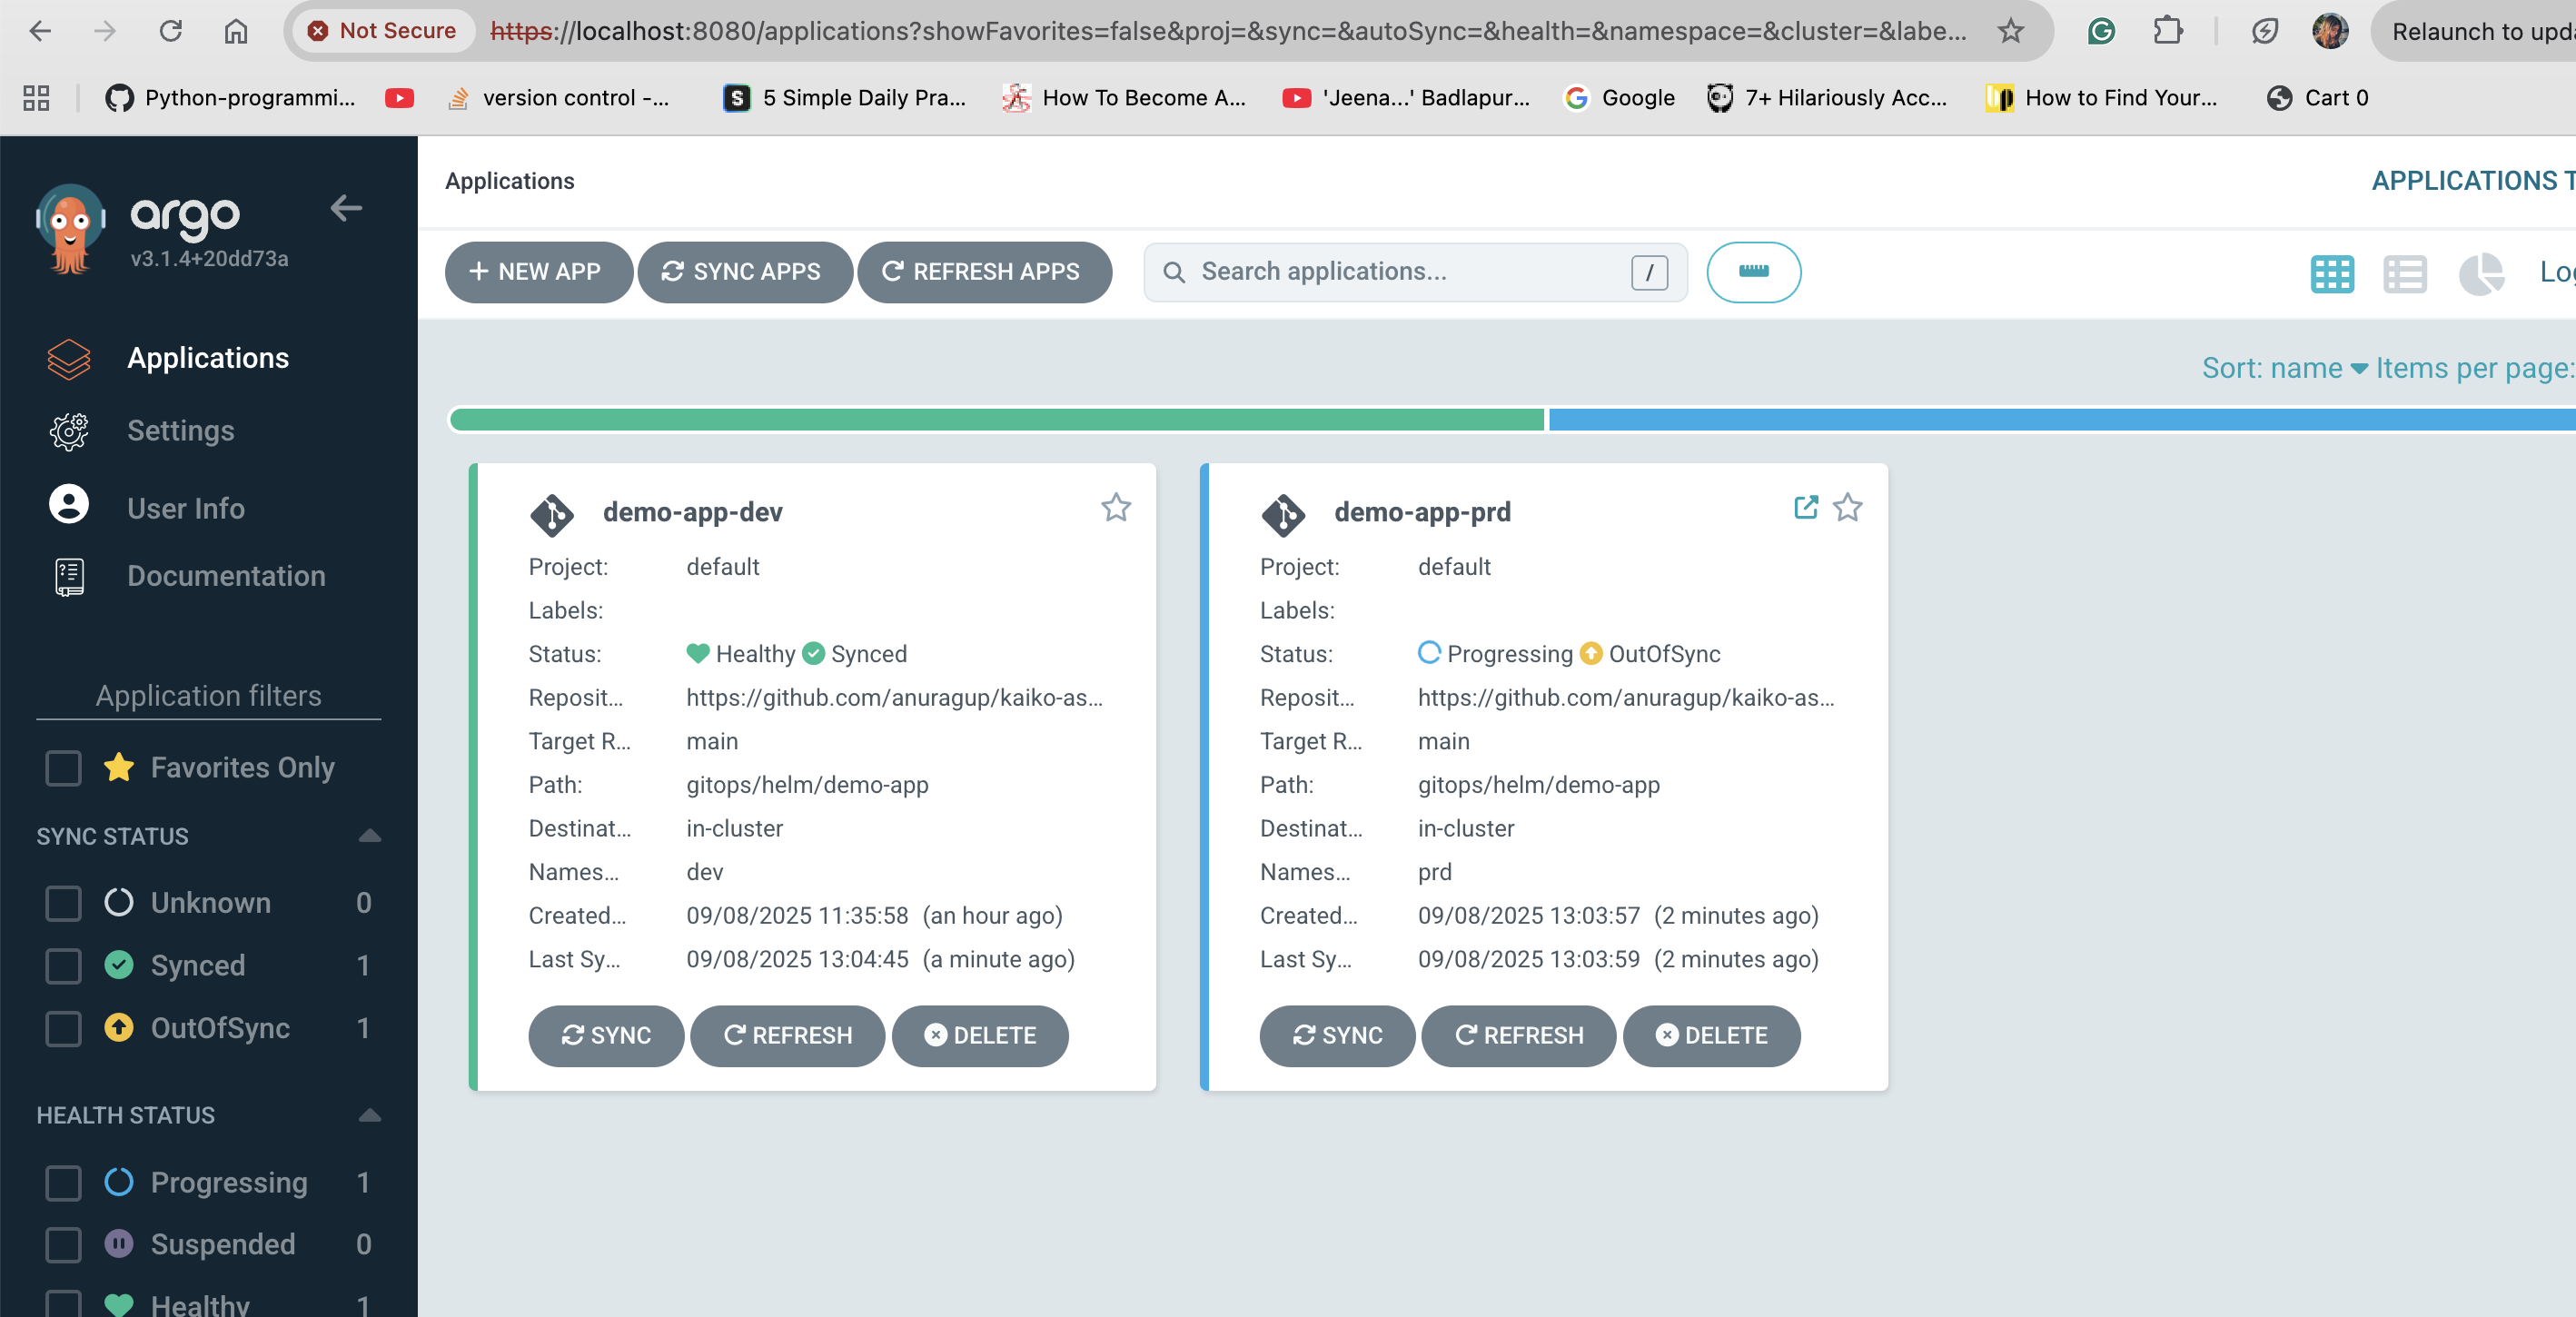 Not Secure https://localhost:8080/applications?showFavorites=false&proj=&sync=&autoSync=&health=&namespace=&cluster=&labe... Relaunch to upd
Python-programmi... version control -... 5 Simple Daily Pra... How To Become A... 'Jeena...' Badlapur... Google 7+ Hilariously Acc... How to Find Your... Cart 0
argo
v3.1.4+20dd73a
Applications
Settings
User Info
Documentation
Application filters
Favorites Only
SYNC STATUS
Unknown 0
Synced 1
OutOfSync 1
HEALTH STATUS
Progressing 1
Suspended 0
Healthy 1
Applications APPLICATIONS T
NEW APP SYNC APPS REFRESH APPS Search applications... / Log
Sort: name Items per page:
demo-app-dev
Project: default
Labels:
Status: Healthy Synced
Reposit... https://github.com/anuragup/kaiko-as...
Target R... main
Path: gitops/helm/demo-app
Destinat... in-cluster
Names... dev
Created... 09/08/2025 11:35:58 (an hour ago)
Last Sy... 09/08/2025 13:04:45 (a minute ago)
SYNC REFRESH DELETE
demo-app-prd
Project: default
Labels:
Status: Progressing OutOfSync
Reposit... https://github.com/anuragup/kaiko-as...
Target R... main
Path: gitops/helm/demo-app
Destinat... in-cluster
Names... prd
Created... 09/08/2025 13:03:57 (2 minutes ago)
Last Sy... 09/08/2025 13:03:59 (2 minutes ago)
SYNC REFRESH DELETE